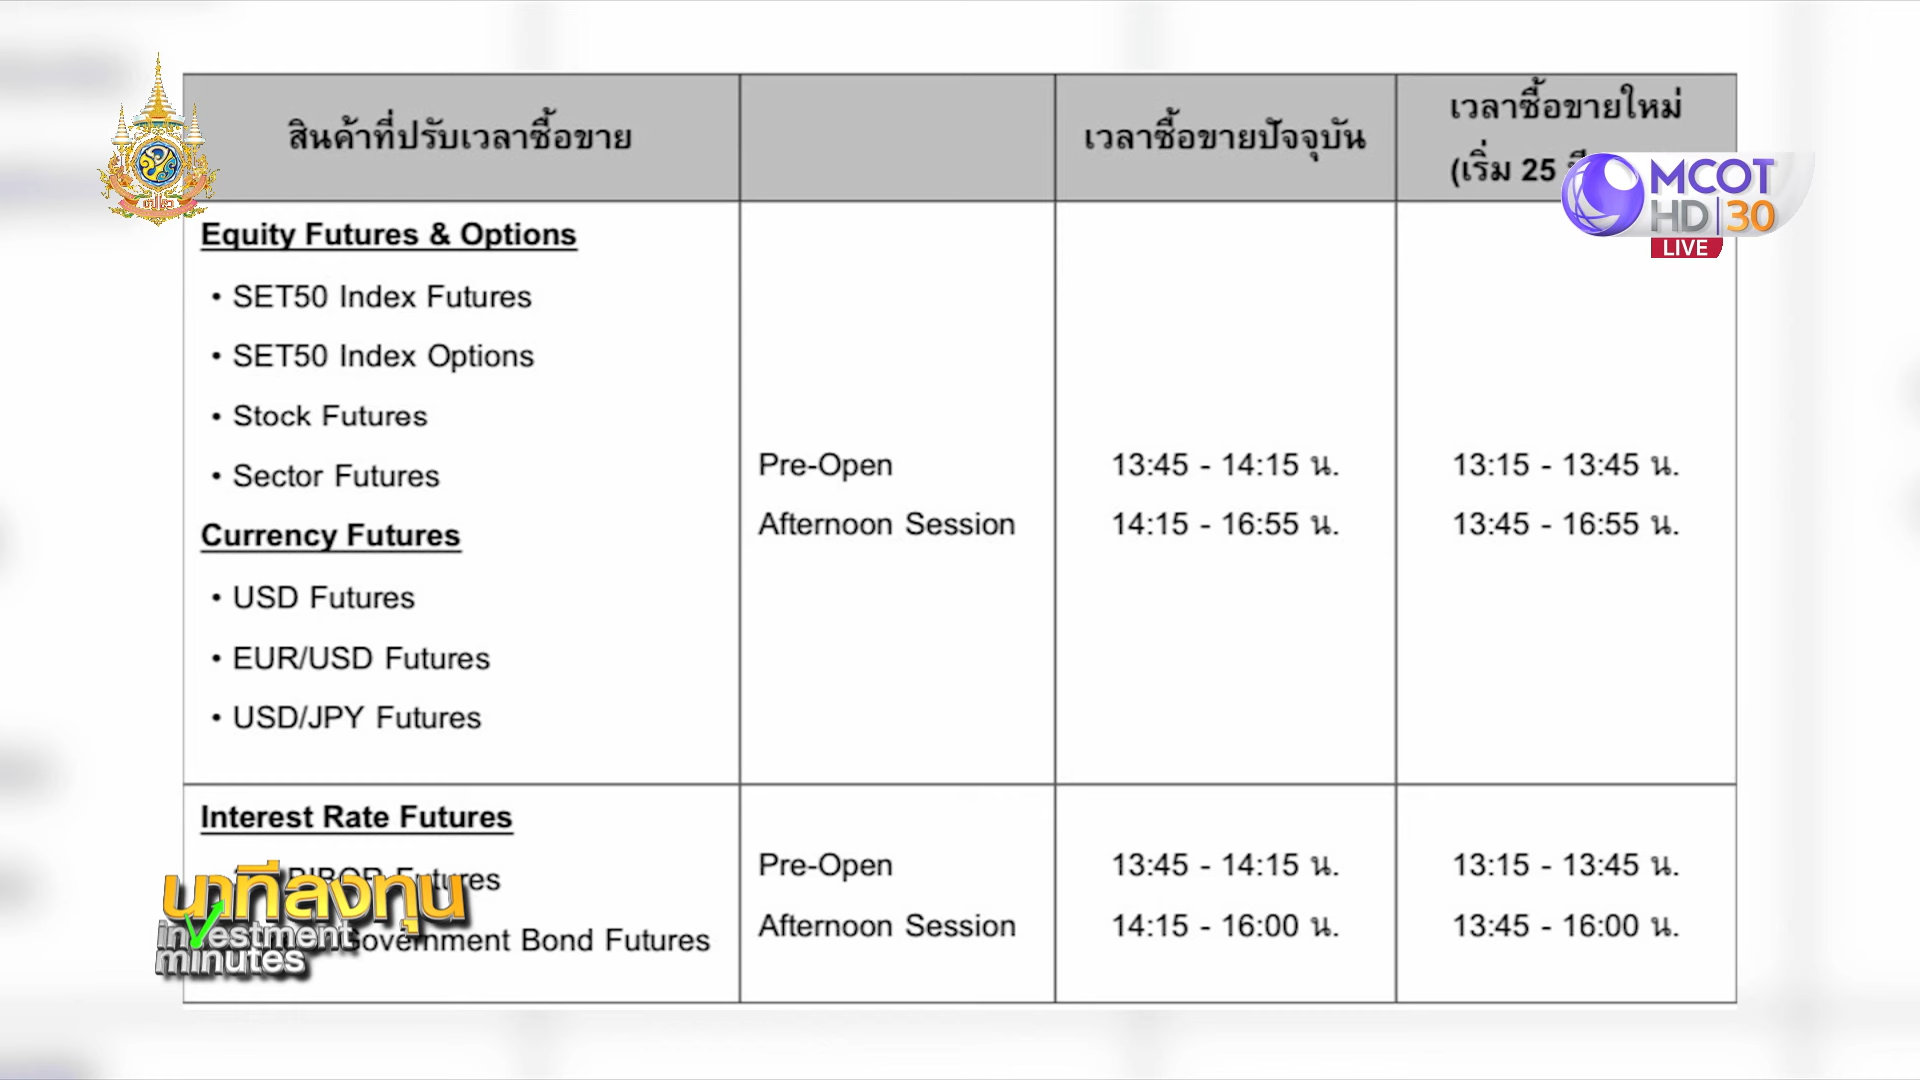 สินค้าที่ปรับเวลาซื้อขาย
เวลาซื้อขายปัจจุบัน
เวลาซื้อขายใหม่
(เริ่ม 25
MCOT
HD 30
LIVE
Equity Futures & Options
• SET50 Index Futures
• SET50 Index Options
• Stock Futures
• Sector Futures
Currency Futures
• USD Futures
• EUR/USD Futures
• USD/JPY Futures
Pre-Open 13:45 - 14:15 น. 13:15 - 13:45 น.
Afternoon Session 14:15 - 16:55 น. 13:45 - 16:55 น.
Interest Rate Futures
Futures
Government Bond Futures
Pre-Open 13:45 - 14:15 น. 13:15 - 13:45 น.
Afternoon Session 14:15 - 16:00 น. 13:45 - 16:00 น.
นาทีลงทุน
investment
minutes